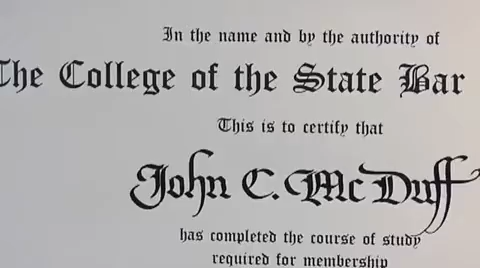 In the name and by the authority of
The College of the State Bar
This is to certify that
John C. McDuff
has completed the course of study
required for membership